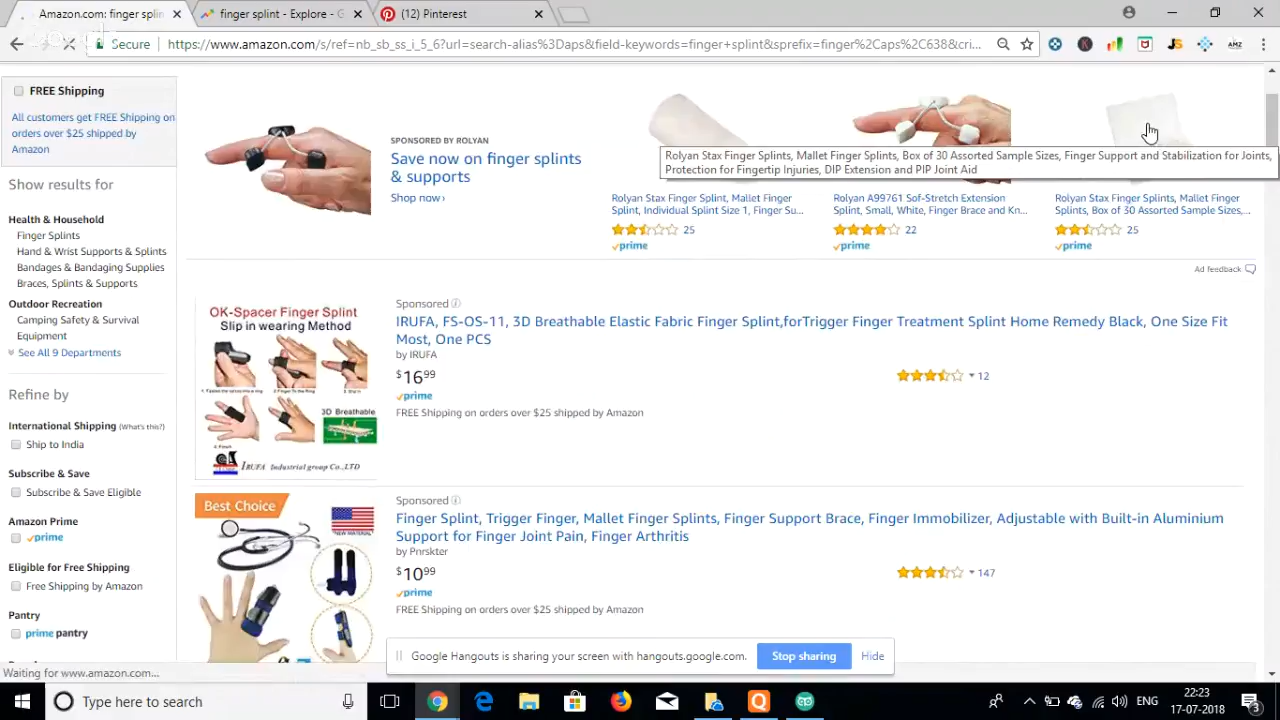 Amazon.com: finger splin
finger splint - Explore - G
(12) Pinterest
Secure
https://www.amazon.com/s/ref=nb_sb_ss_i_5_6?url=search-alias%3Daps&field-keywords=finger+splint&sprefix=finger%2Caps%2C638&cri...
FREE Shipping
All customers get FREE Shipping on
orders over $25 shipped by
Amazon
Show results for
Health & Household
Finger Splints
Hand & Wrist Supports & Splints
Bandages & Bandaging Supplies
Braces, Splints & Supports
Outdoor Recreation
Camping Safety & Survival
Equipment
See All 9 Departments
Refine by
International Shipping (What's this?)
Ship to India
Subscribe & Save
Subscribe & Save Eligible
Amazon Prime
prime
Eligible for Free Shipping
Free Shipping by Amazon
Pantry
prime pantry
SPONSORED BY ROLYAN
Save now on finger splints
& supports
Shop now ›
Rolyan Stax Finger Splints, Mallet Finger Splints, Box of 30 Assorted Sample Sizes, Finger Support and Stabilization for Joints,
Protection for Fingertip Injuries, DIP Extension and PIP Joint Aid
Rolyan Stax Finger Splint, Mallet Finger
Splint, Individual Splint Size 1, Finger Su...
25
prime
Rolyan A99761 Sof-Stretch Extension
Splint, Small, White, Finger Brace and Kn...
22
prime
Rolyan Stax Finger Splints, Mallet Finger
Splints, Box of 30 Assorted Sample Sizes,...
25
prime
Ad feedback
OK-Spacer Finger Splint
Slip in wearing Method
3D Breathable
IRUFA Industrial group Co.,LTD
Sponsored
IRUFA, FS-OS-11, 3D Breathable Elastic Fabric Finger Splint,forTrigger Finger Treatment Splint Home Remedy Black, One Size Fit
Most, One PCS
by IRUFA
$16 99
12
prime
FREE Shipping on orders over $25 shipped by Amazon
Best Choice
Sponsored
Finger Splint, Trigger Finger, Mallet Finger Splints, Finger Support Brace, Finger Immobilizer, Adjustable with Built-in Aluminium
Support for Finger Joint Pain, Finger Arthritis
by Pnrskter
$10 99
147
prime
FREE Shipping on orders over $25 shipped by Amazon
Google Hangouts is sharing your screen with hangouts.google.com.
Stop sharing
Hide
Waiting for www.amazon.com...
Type here to search
ENG
22:23
17-07-2018
3